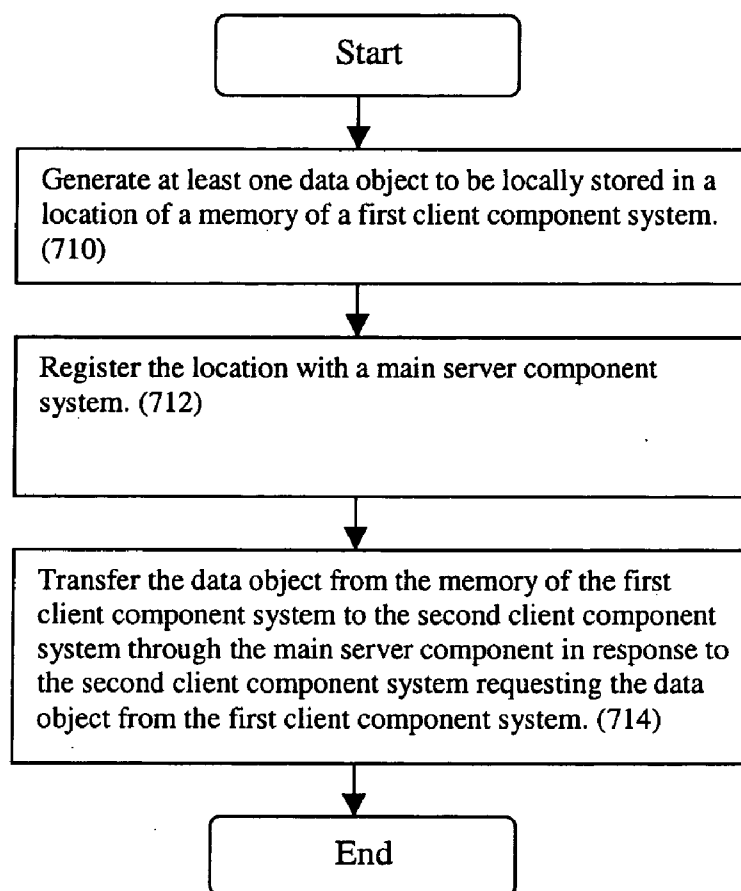 Start
Generate at least one data object to be locally stored in a
location of a memory of a first client component system.
(710)
Register the location with a main server component
system. (712)
Transfer the data object from the memory of the first
client component system to the second client component
system through the main server component in response to
the second client component system requesting the data
object from the first client component system. (714)
End